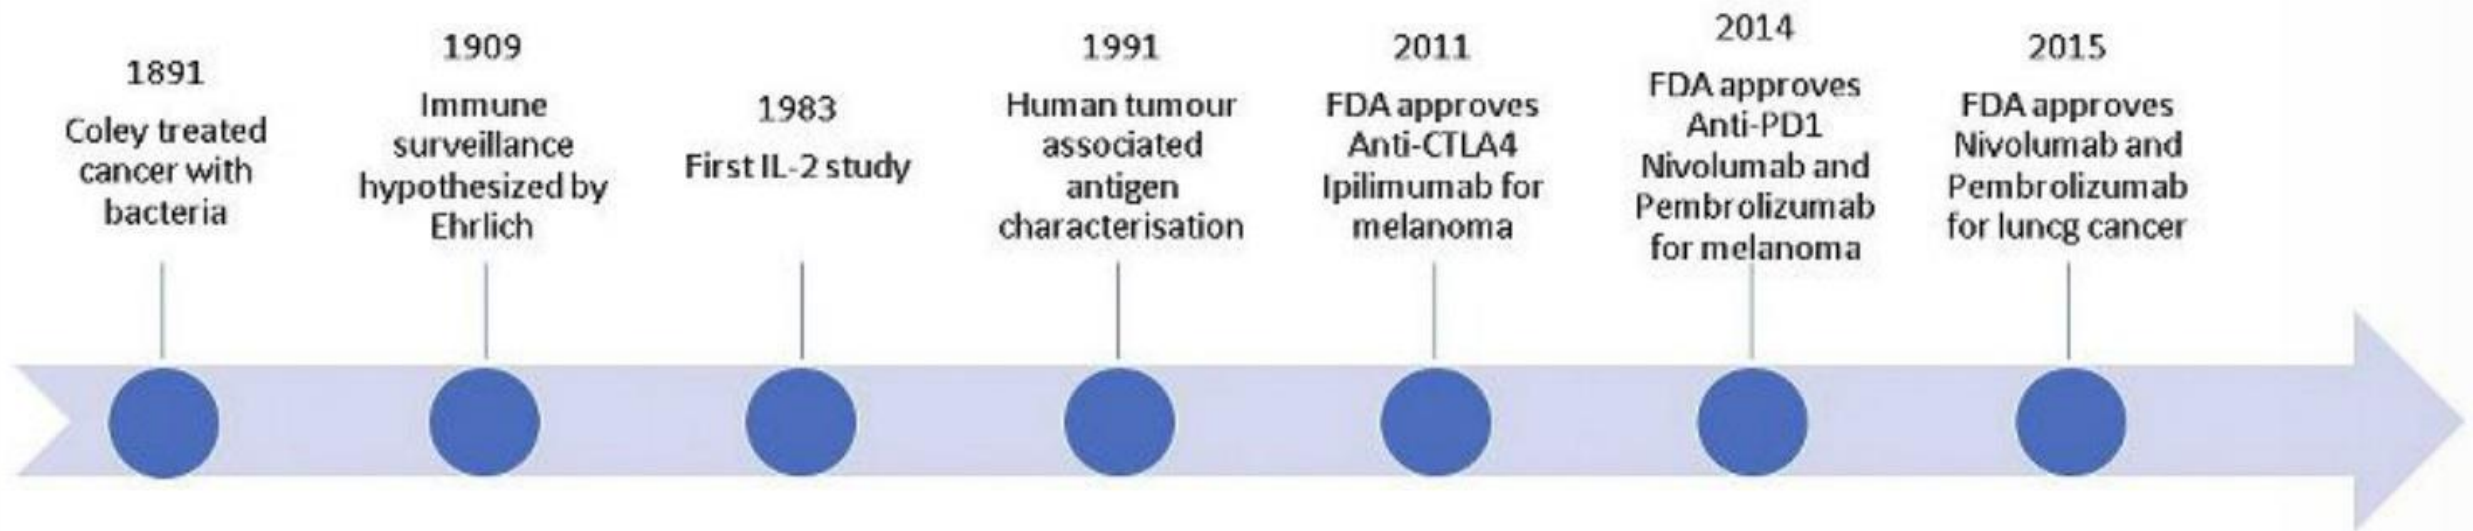 1891
Coley treated
cancer with
bacteria
1909
Immune
surveillance
hypothesized by
Ehrlich
1983
First IL-2 study
1991
Human tumour
associated
antigen
characterisation
2011
FDA approves
Anti-CTLA4
Ipilimumab for
melanoma
2014
FDA approves
Anti-PD1
Nivolumab and
Pembrolizumab
for melanoma
2015
FDA approves
Nivolumab and
Pembrolizumab
for luncg cancer